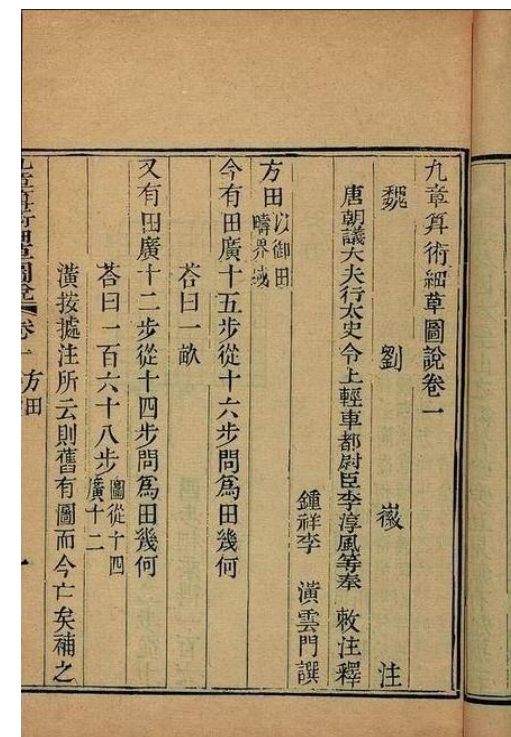 九章算術細草圖說卷一
魏 劉 徽 注
唐朝議大夫行太史令上輕車都尉臣李淳風等奉 敕注釋
鍾祥李 潢雲門譔
方田以御田疇界域
今有田廣十五步從十六步問爲田幾何
荅曰一畝
又有田廣十二步從十四步問爲田幾何
荅曰一百六十八步圖從十四廣十二
潢按據注所云則舊有圖而今亡矣補之
九章算術細草圖說 卷一 方田 一